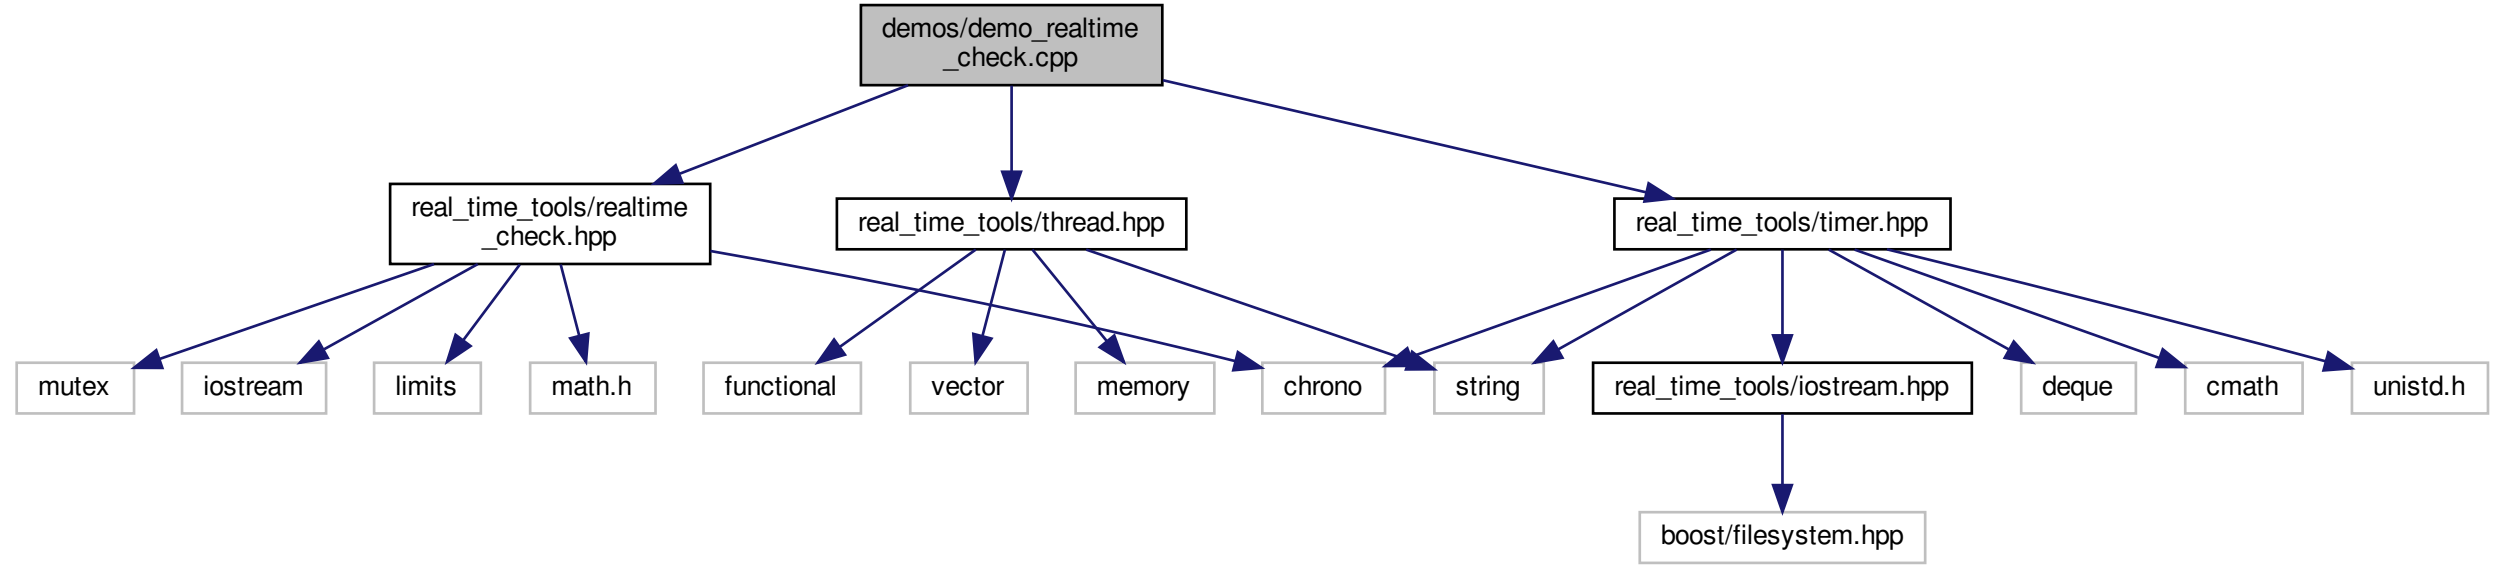 demos/demo_realtime
_check.cpp
real_time_tools/realtime
_check.hpp
real_time_tools/thread.hpp
real_time_tools/timer.hpp
mutex
iostream
limits
math.h
functional
vector
memory
chrono
string
real_time_tools/iostream.hpp
deque
cmath
unistd.h
boost/filesystem.hpp